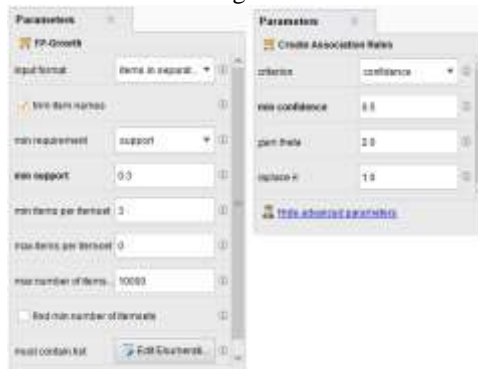 Parameters
FP-Growth
input format
items in separat...
trim item names
min requirement
support
min support
0.3
min items per itemset
3
max items per itemset
0
max number of items...
10000
find min number of itemsets
must contain list
Edit Enumerati...
Parameters
Create Association Rules
criterion
confidence
min confidence
0.5
gain theta
2.0
laplace k
1.0
Hide advanced parameters